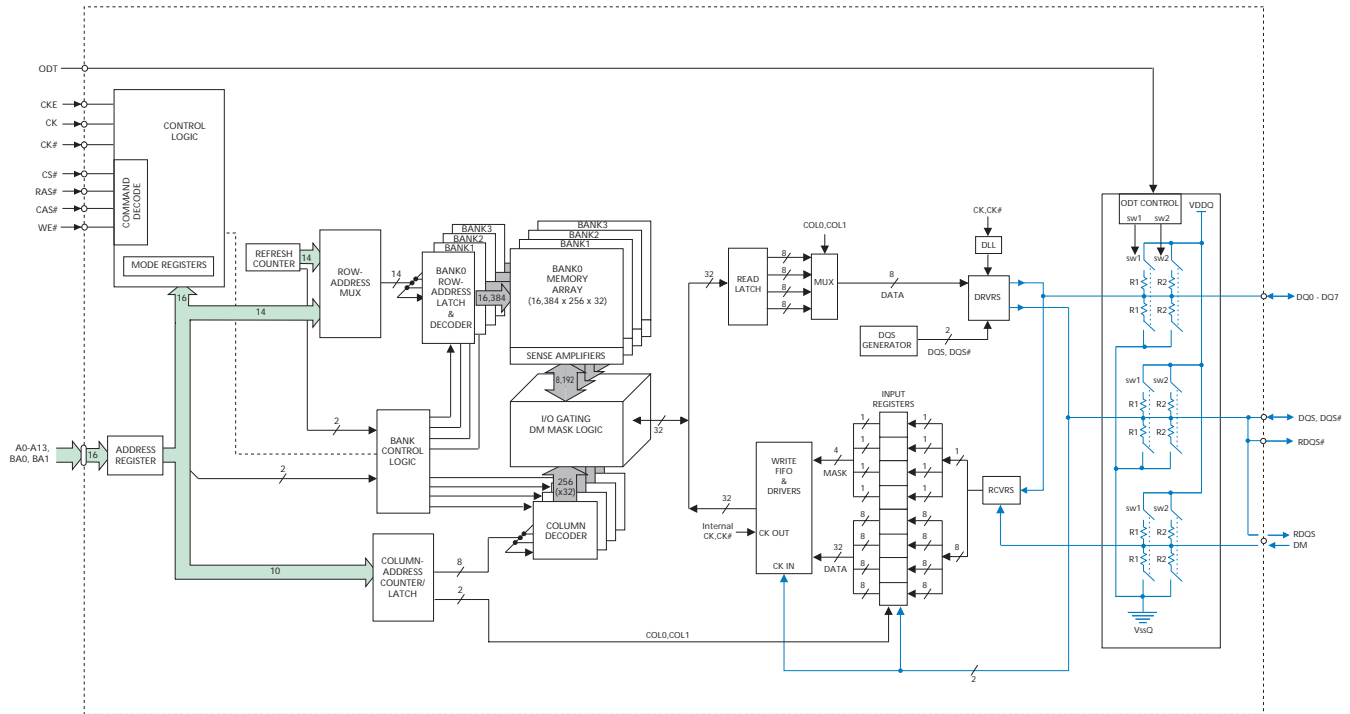 ODT
CKE
CK
CK#
CS#
RAS#
CAS#
WE#
CONTROL
LOGIC
COMMAND
DECODE
MODE REGISTERS
16
14
REFRESH
COUNTER
14
ROW-
ADDRESS
MUX
14
BANK3
BANK2
BANK1
BANK0
ROW-
ADDRESS
LATCH
&
DECODER
16,384
BANK3
BANK2
BANK1
BANK0
MEMORY
ARRAY
(16,384 x 256 x 32)
SENSE AMPLIFIERS
8,192
I/O GATING
DM MASK LOGIC
32
256
(x32)
COLUMN
DECODER
A0-A13,
BA0, BA1
16
ADDRESS
REGISTER
2
2
BANK
CONTROL
LOGIC
10
COLUMN-
ADDRESS
COUNTER/
LATCH
8
2
COL0,COL1
32
READ
LATCH
8
8
8
8
COL0,COL1
MUX
8
DATA
CK,CK#
DLL
DRVRS
DQS
GENERATOR
2
DQS, DQS#
INPUT
REGISTERS
1
1
1
1
1
1
1
1
1
4
MASK
8
8
8
8
8
8
8
8
8
32
DATA
RCVRS
WRITE
FIFO
&
DRIVERS
CK OUT
CK IN
32
Internal
CK,CK#
2
ODT CONTROL
sw1
sw2
VDDQ
sw1
sw2
R1
R2
R1
R2
sw1
sw2
R1
R2
R1
R2
sw1
sw2
R1
R2
R1
R2
VssQ
DQ0 - DQ7
DQS, DQS#
RDQS#
RDQS
DM